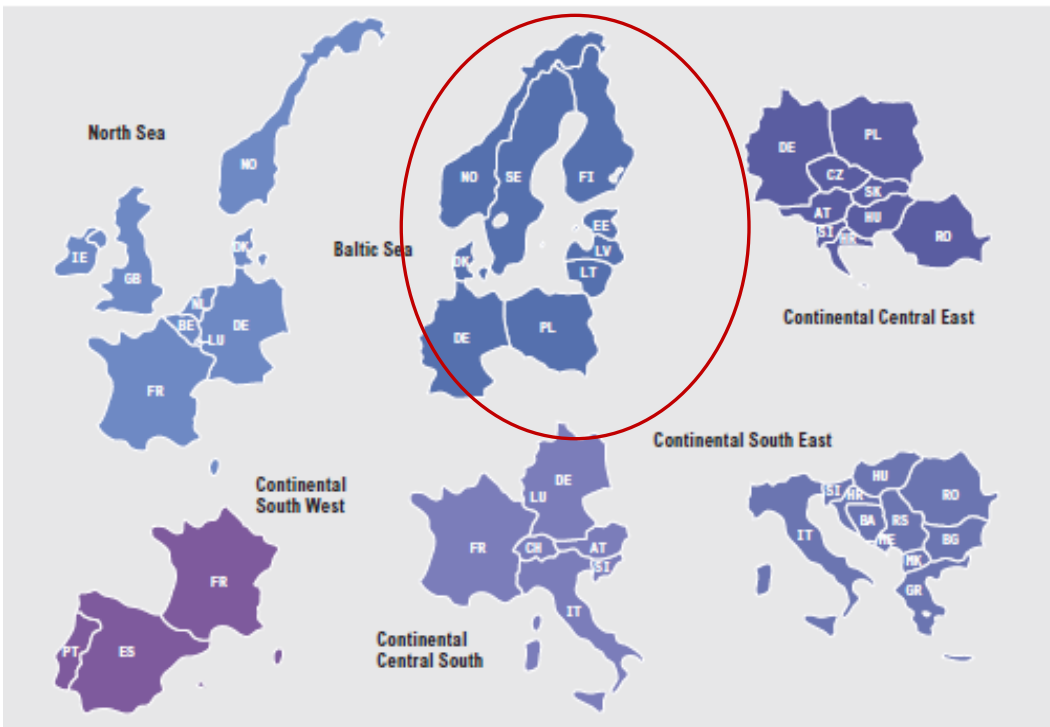 North Sea
NO
IE
GB
DK
NL
BE
LU
DE
FR
Baltic Sea
NO
SE
FI
EE
LV
LT
DK
DE
PL
DE
PL
CZ
SK
AT
HU
SI
HR
RO
Continental Central East
Continental
South West
FR
PT
ES
Continental
Central South
DE
LU
FR
CH
AT
SI
IT
Continental South East
IT
SI
HR
HU
RO
BA
RS
ME
BG
MK
GR